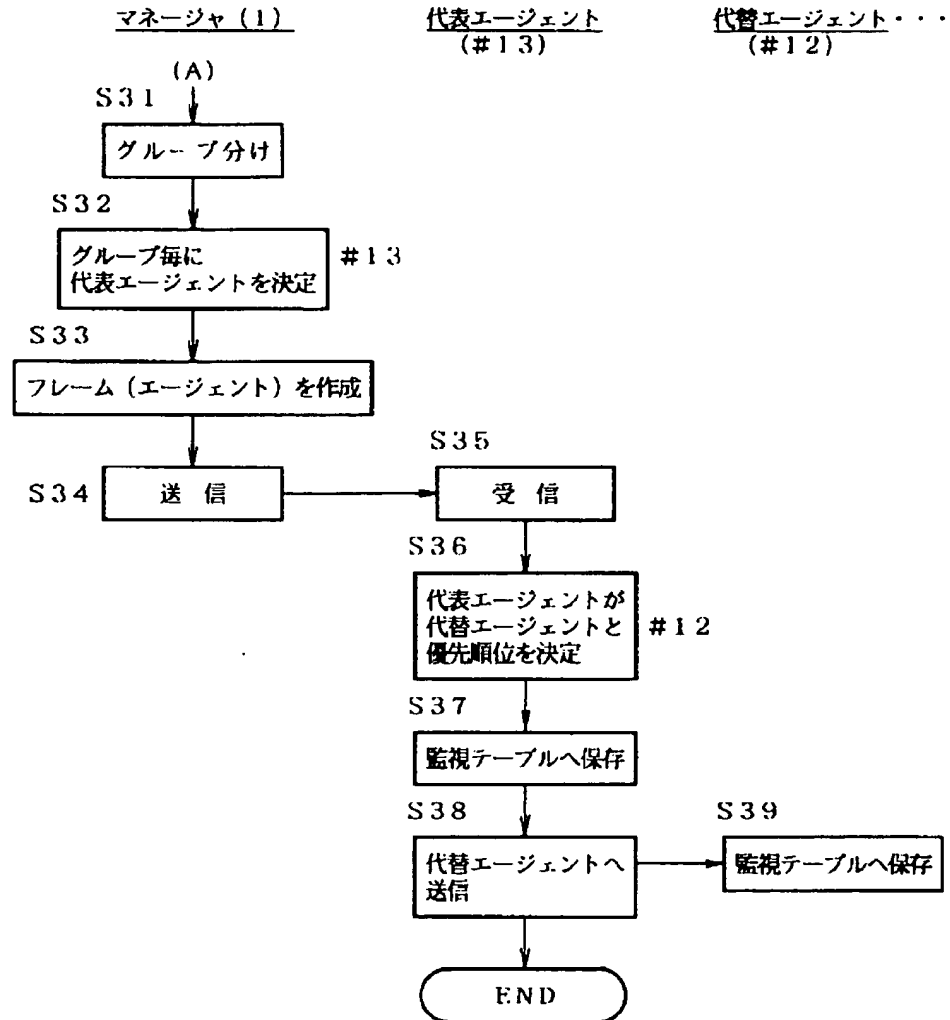 マネージャ(1)
代表エージェント
(#13)
代替エージェント・・・
(#12)
(A)
S31
グループ分け
S32
グループ毎に
代表エージェントを決定
#13
S33
フレーム(エージェント)を作成
S34
送信
S35
受信
S36
代表エージェントが
代替エージェントと
優先順位を決定
#12
S37
監視テーブルへ保存
S38
代替エージェントへ
送信
S39
監視テーブルへ保存
END